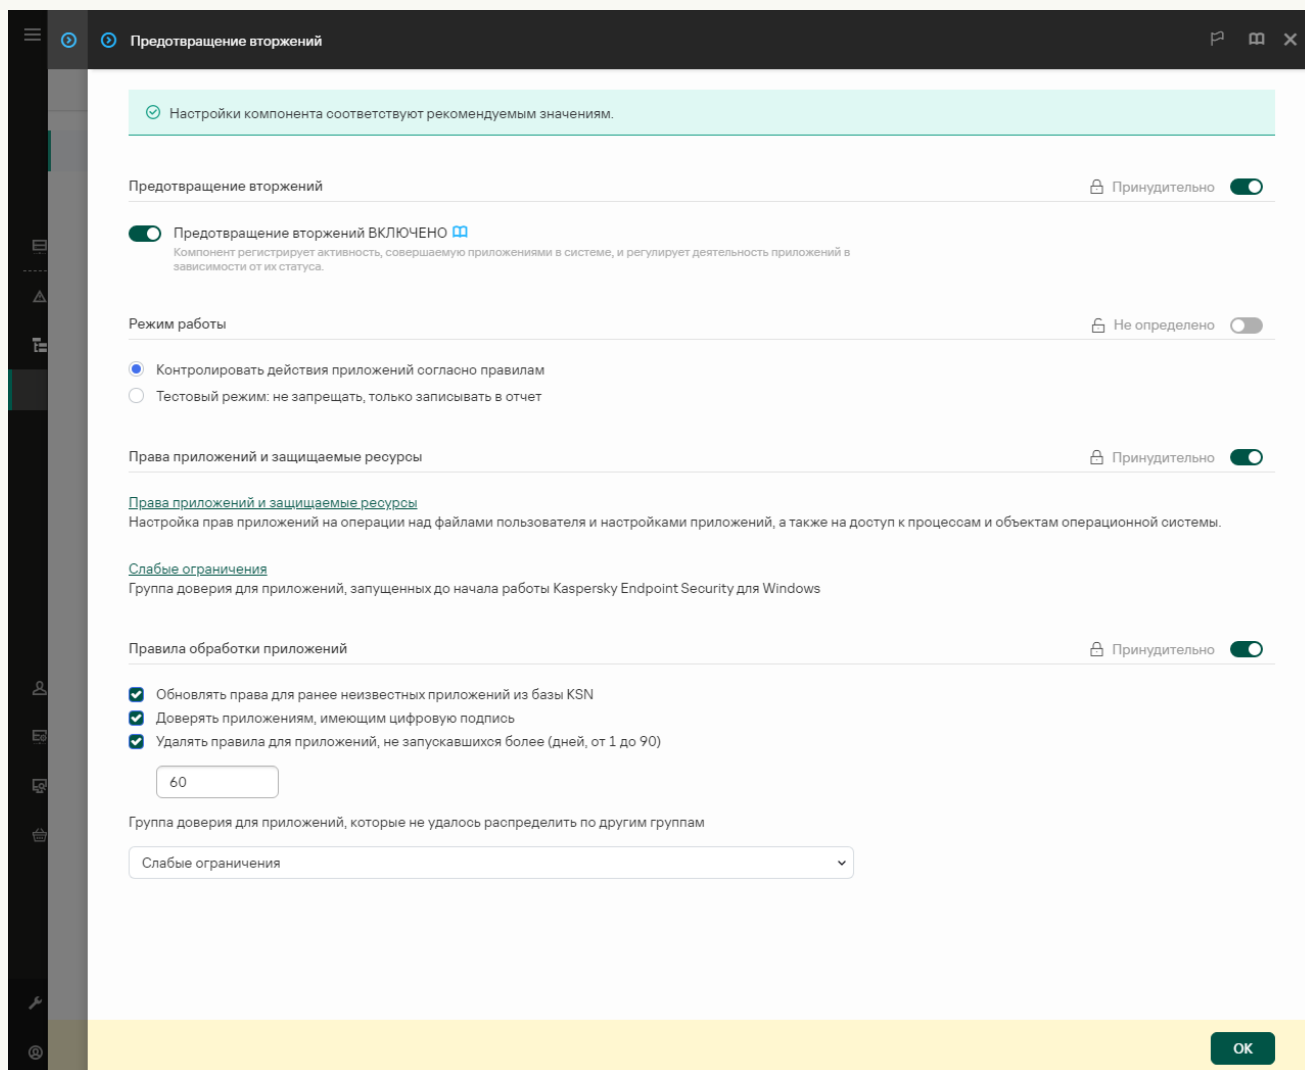 Предотвращение вторжений
Настройки компонента соответствуют рекомендуемым значениям.
Предотвращение вторжений
Принудительно
Предотвращение вторжений ВКЛЮЧЕНО
Компонент регистрирует активность, совершаемую приложениями в системе, и регулирует деятельность приложений в
зависимости от их статуса.
Режим работы
Не определено
Контролировать действия приложений согласно правилам
Тестовый режим: не запрещать, только записывать в отчет
Права приложений и защищаемые ресурсы
Принудительно
Права приложений и защищаемые ресурсы
Настройка прав приложений на операции над файлами пользователя и настройками приложений, а также на доступ к процессам и объектам операционной системы.
Слабые ограничения
Группа доверия для приложений, запущенных до начала работы Kaspersky Endpoint Security для Windows
Правила обработки приложений
Принудительно
Обновлять права для ранее неизвестных приложений из базы KSN
Доверять приложениям, имеющим цифровую подпись
Удалять правила для приложений, не запускавшихся более (дней, от 1 до 90)
60
Группа доверия для приложений, которые не удалось распределить по другим группам
Слабые ограничения
OK